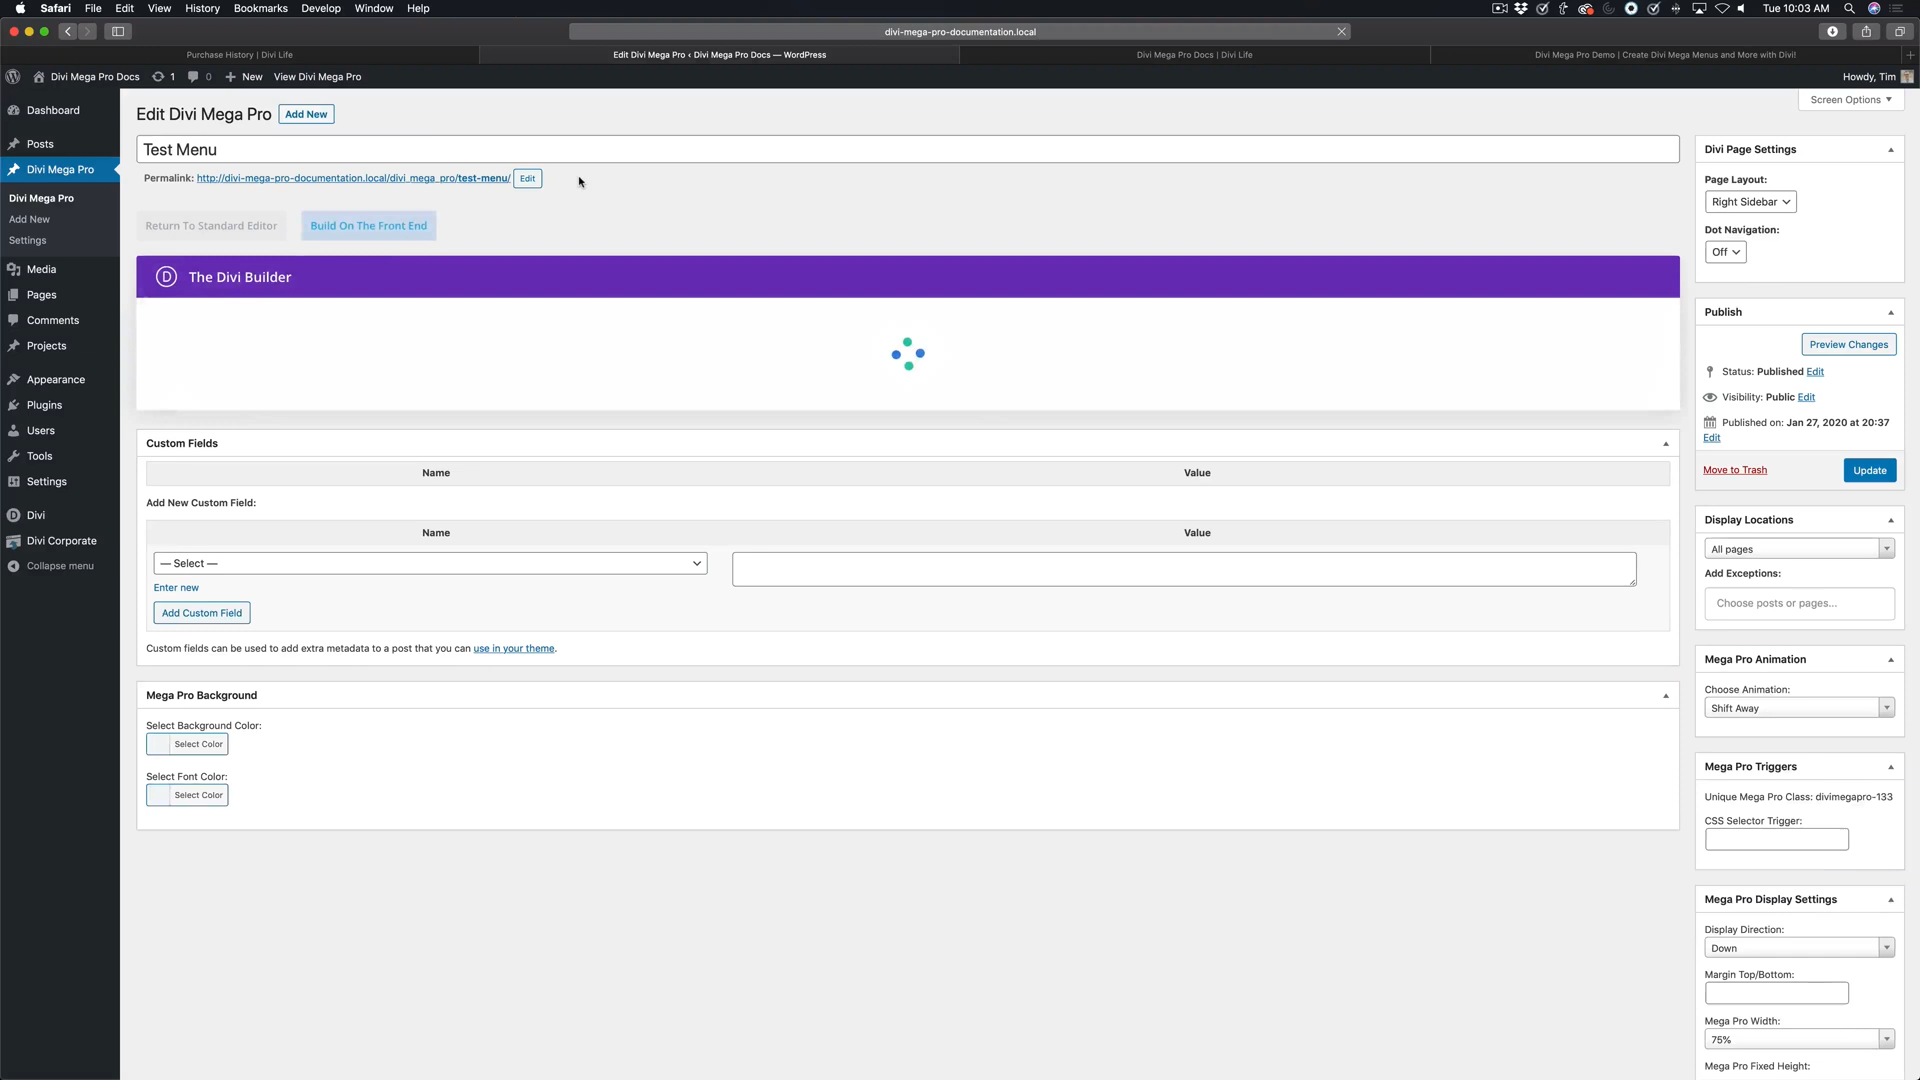 Safari File Edit View History Bookmarks Develop Window Help
Tue 10:03 AM
divi-mega-pro-documentation.local
Purchase History | Divi Life
Edit Divi Mega Pro ‹ Divi Mega Pro Docs — WordPress
Divi Mega Pro Docs | Divi Life
Divi Mega Pro Demo | Create Divi Mega Menus and More with Divi!
Divi Mega Pro Docs 1 0 New View Divi Mega Pro
Howdy, Tim
Dashboard
Posts
Divi Mega Pro
Divi Mega Pro
Add New
Settings
Media
Pages
Comments
Projects
Appearance
Plugins
Users
Tools
Settings
Divi
Divi Corporate
Collapse menu
Screen Options
Edit Divi Mega Pro Add New
Test Menu
Permalink: http://divi-mega-pro-documentation.local/divi_mega_pro/test-menu/ Edit
Return To Standard Editor Build On The Front End
D The Divi Builder
Custom Fields
Name Value
Add New Custom Field:
Name Value
— Select —
Enter new
Add Custom Field
Custom fields can be used to add extra metadata to a post that you can use in your theme.
Mega Pro Background
Select Background Color:
Select Color
Select Font Color:
Select Color
Divi Page Settings
Page Layout:
Right Sidebar
Dot Navigation:
Off
Publish
Preview Changes
Status: Published Edit
Visibility: Public Edit
Published on: Jan 27, 2020 at 20:37
Edit
Move to Trash Update
Display Locations
All pages
Add Exceptions:
Choose posts or pages...
Mega Pro Animation
Choose Animation:
Shift Away
Mega Pro Triggers
Unique Mega Pro Class: divimegapro-133
CSS Selector Trigger:
Mega Pro Display Settings
Display Direction:
Down
Margin Top/Bottom:
Mega Pro Width:
75%
Mega Pro Fixed Height: